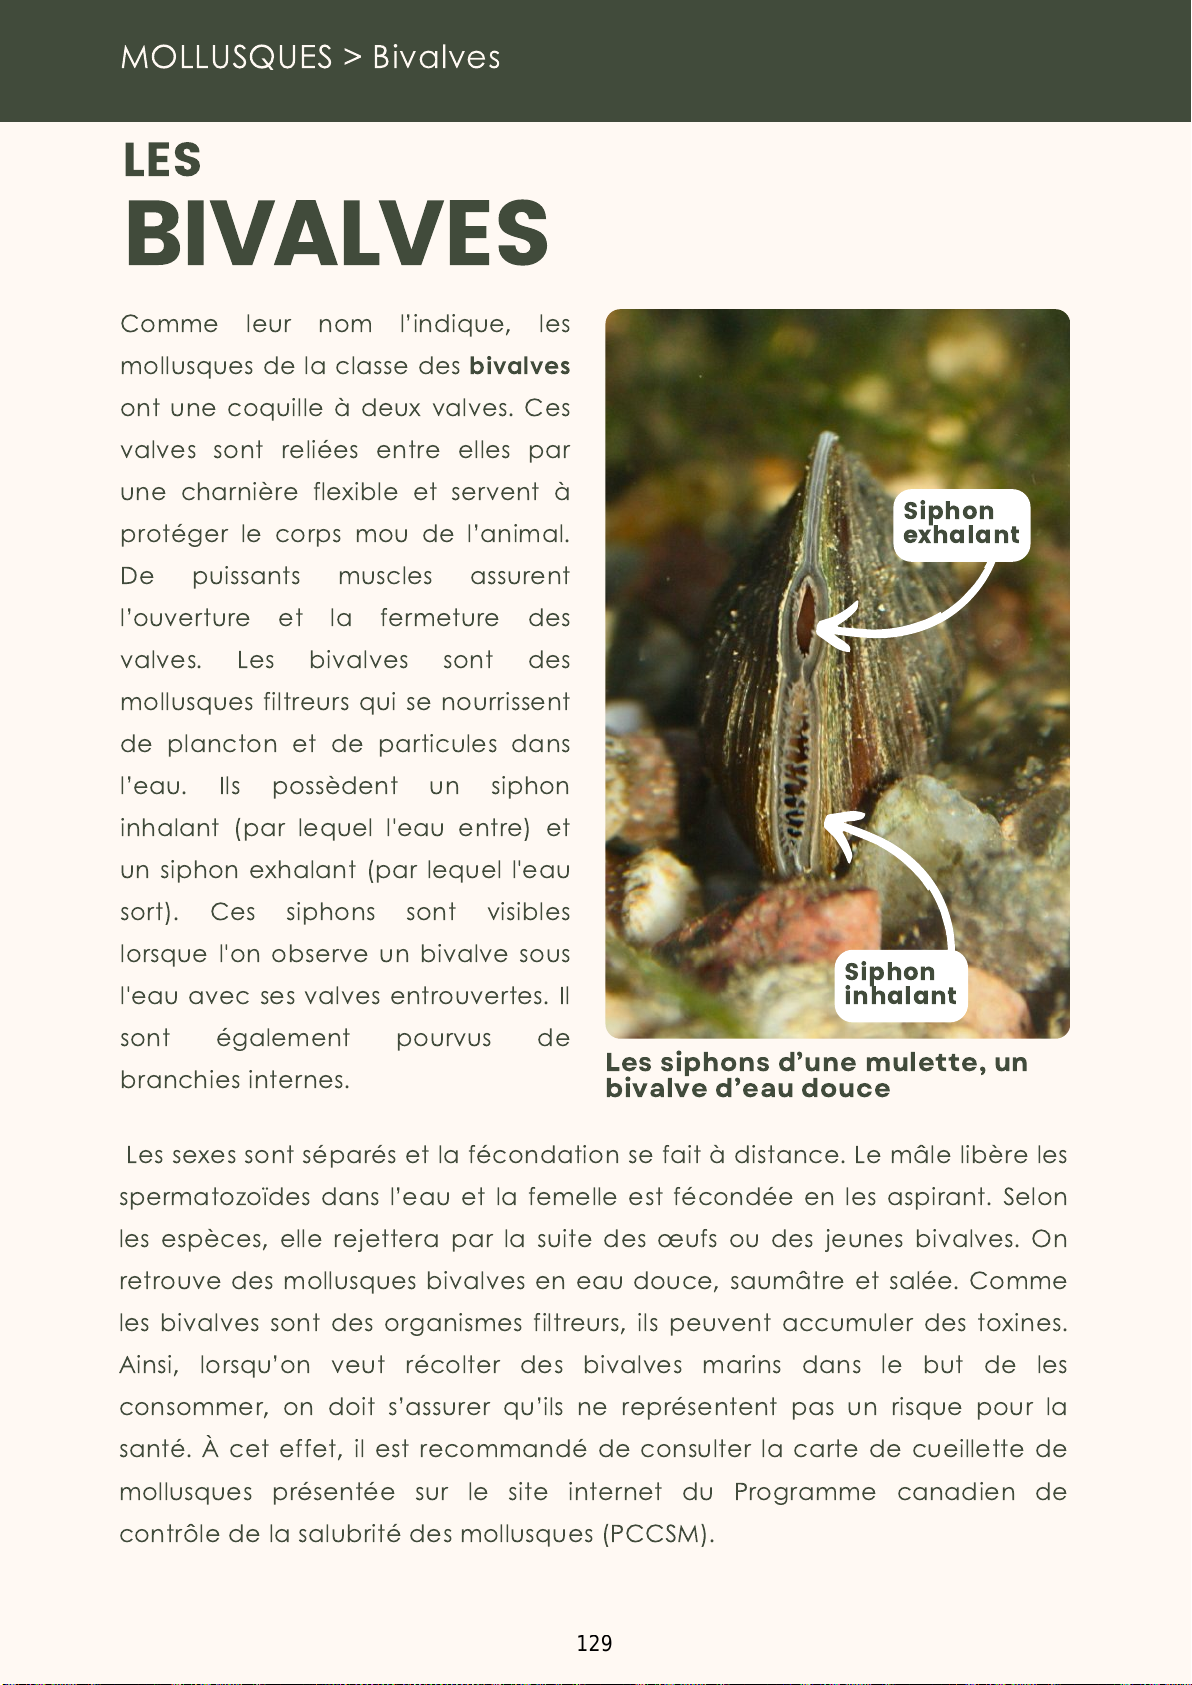 MOLLUSQUES > Bivalves
LES
BIVALVES
Comme leur nom l'indique, les
mollusques de la classe des bivalves
ont une coquille à deux valves. Ces
valves sont reliées entre elles par
une charnière flexible et servent à
protéger le corps mou de l'animal.
De puissants muscles assurent
l'ouverture et la fermeture des
valves. Les bivalves sont des
mollusques filtreurs qui se nourrissent
de plancton et de particules dans
l'eau. Ils possèdent un siphon
inhalant (par lequel l'eau entre) et
un siphon exhalant (par lequel l'eau
sort). Ces siphons sont visibles
lorsque l'on observe un bivalve sous
l'eau avec ses valves entrouvertes. Il
sont également pourvus de
branchies internes.
Siphon
exhalant
Siphon
inhalant
Les siphons d'une mulette, un
bivalve d'eau douce
Les sexes sont séparés et la fécondation se fait à distance. Le mâle libère les
spermatozoïdes dans l'eau et la femelle est fécondée en les aspirant. Selon
les espèces, elle rejettera par la suite des œufs ou des jeunes bivalves. On
retrouve des mollusques bivalves en eau douce, saumâtre et salée. Comme
les bivalves sont des organismes filtreurs, ils peuvent accumuler des toxines.
Ainsi, lorsqu'on veut récolter des bivalves marins dans le but de les
consommer, on doit s'assurer qu'ils ne représentent pas un risque pour la
santé. À cet effet, il est recommandé de consulter la carte de cueillette de
mollusques présentée sur le site internet du Programme canadien de
contrôle de la salubrité des mollusques (PCCSM).
129